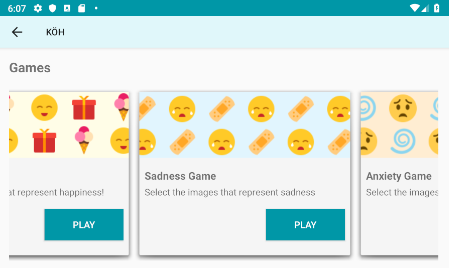 6:07
KÖH
Games
at represent happiness!
PLAY
Sadness Game
Select the images that represent sadness
PLAY
Anxiety Game
Select the images